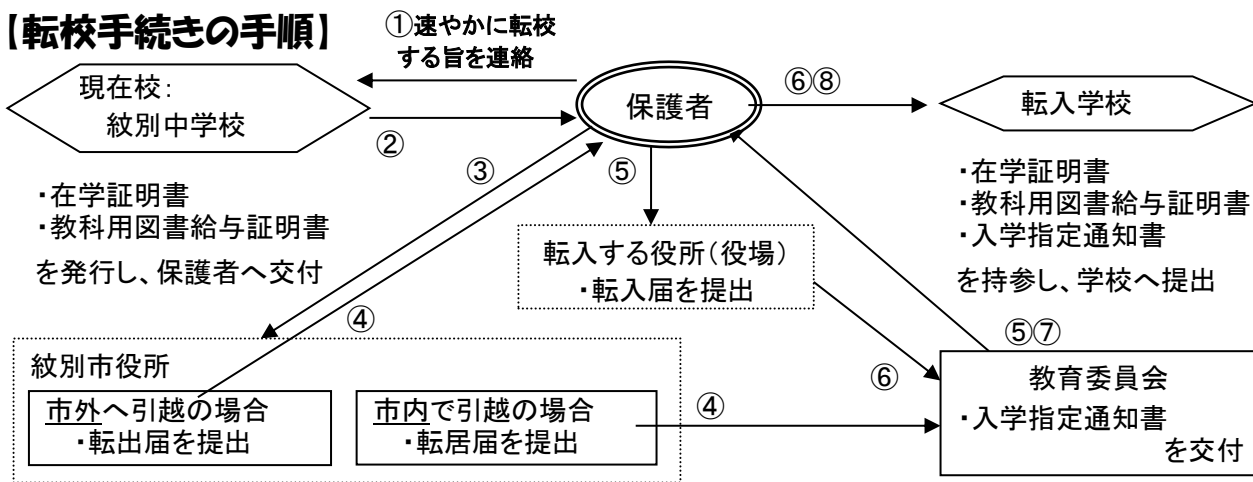 【転校手続きの手順】
①速やかに転校
する旨を連絡
現在校:
紋別中学校
保護者
⑥⑧
転入学校
②
③
⑤
・在学証明書
・教科用図書給与証明書
を発行し、保護者へ交付
・在学証明書
・教科用図書給与証明書
・入学指定通知書
を持参し、学校へ提出
転入する役所(役場)
・転入届を提出
④
⑤⑦
紋別市役所
市外へ引越の場合
・転出届を提出
市内で引越の場合
・転居届を提出
④
⑥
教育委員会
・入学指定通知書
を交付